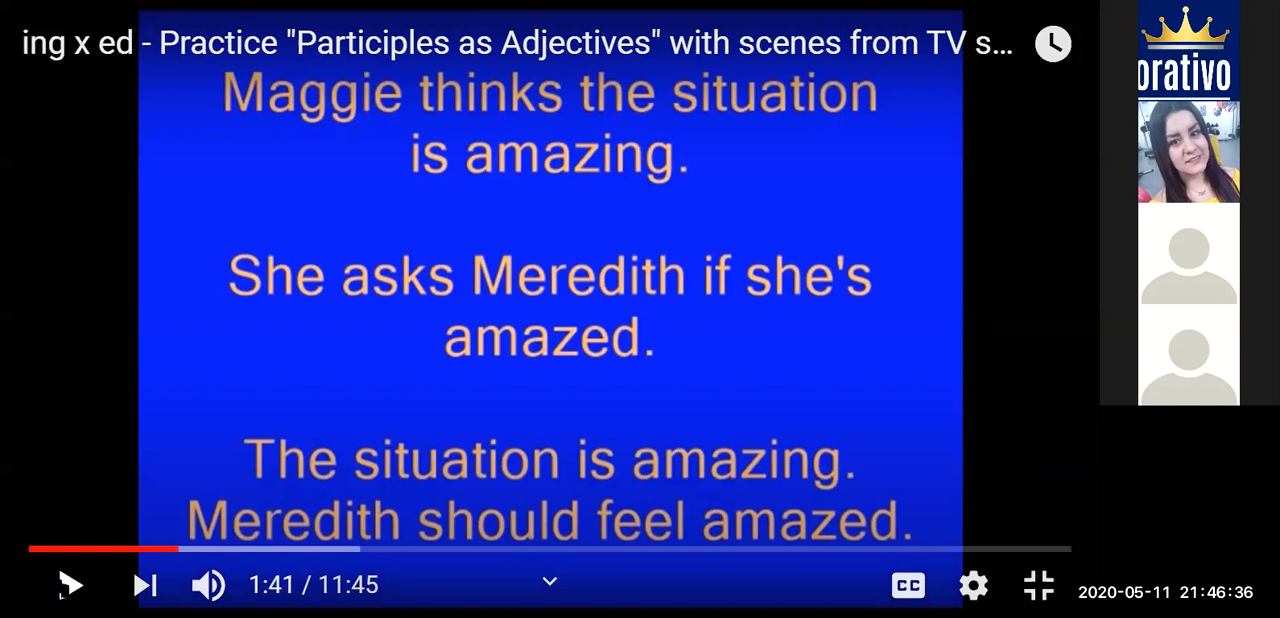 ing x ed - Practice "Participles as Adjectives" with scenes from TV s...
orativo
Maggie thinks the situation
is amazing.
She asks Meredith if she's
amazed.
The situation is amazing.
Meredith should feel amazed.
1:41 / 11:45
CC
2020-05-11 21:46:36